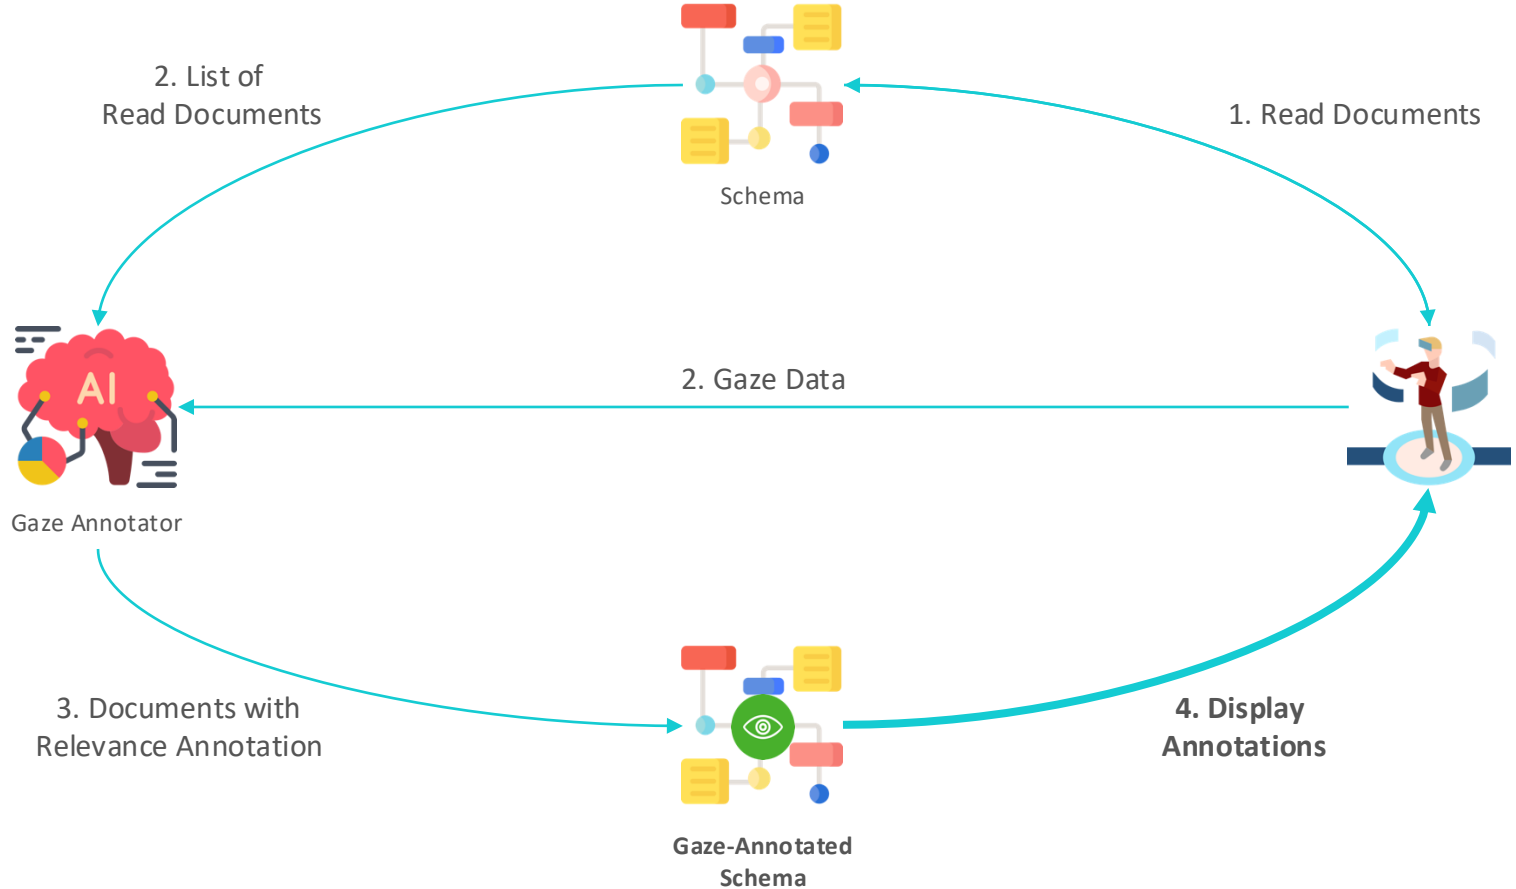 2. List of
Read Documents
1. Read Documents
Schema
AI
2. Gaze Data
Gaze Annotator
3. Documents with
Relevance Annotation
4. Display
Annotations
Gaze-Annotated
Schema